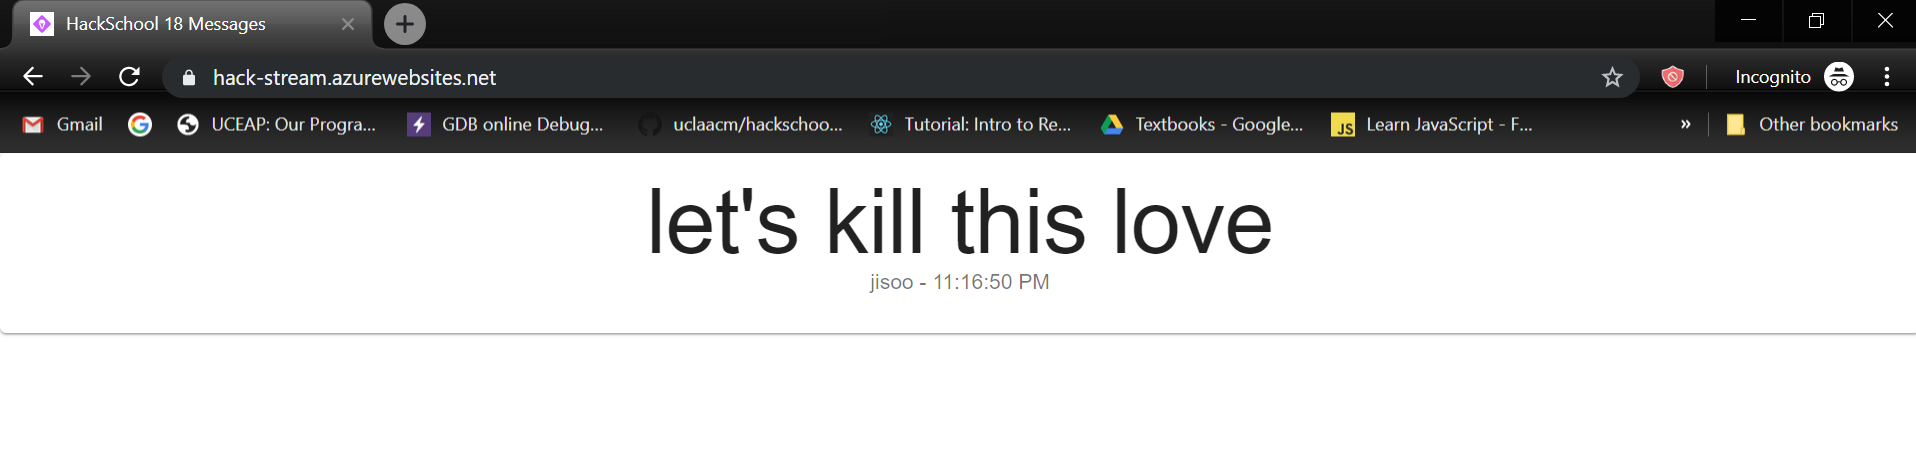 HackSchool 18 Messages
hack-stream.azurewebsites.net
Incognito
Gmail
UCEAP: Our Progra...
GDB online Debug...
uclaacm/hackschoo...
Tutorial: Intro to Re...
Textbooks - Google...
JS
Learn JavaScript - F...
»
Other bookmarks
let's kill this love
jisoo - 11:16:50 PM